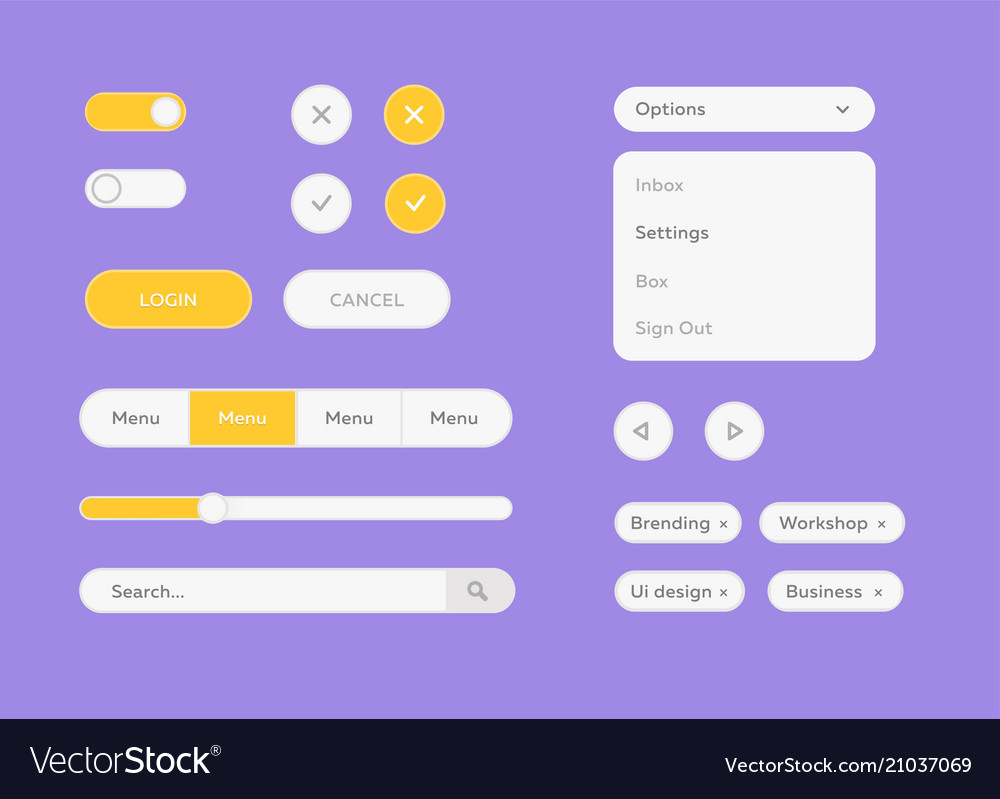 Options
Inbox
Settings
Box
Sign Out
LOGIN
CANCEL
Menu Menu Menu Menu
Brending × Workshop ×
Search...
Ui design × Business ×
VectorStock®
VectorStock.com/21037069